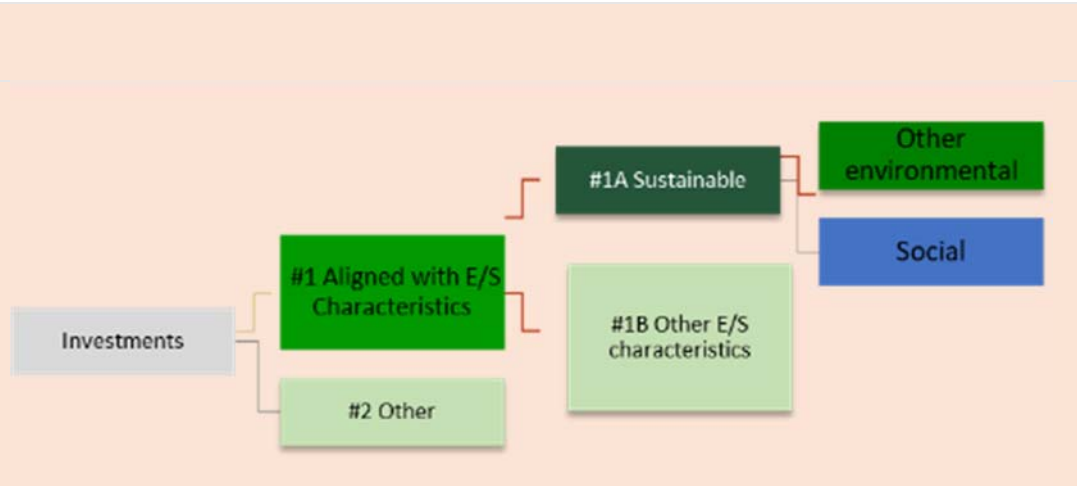 Investments
#1 Aligned with E/S
Characteristics
#2 Other
#1A Sustainable
#1B Other E/S
characteristics
Other
environmental
Social